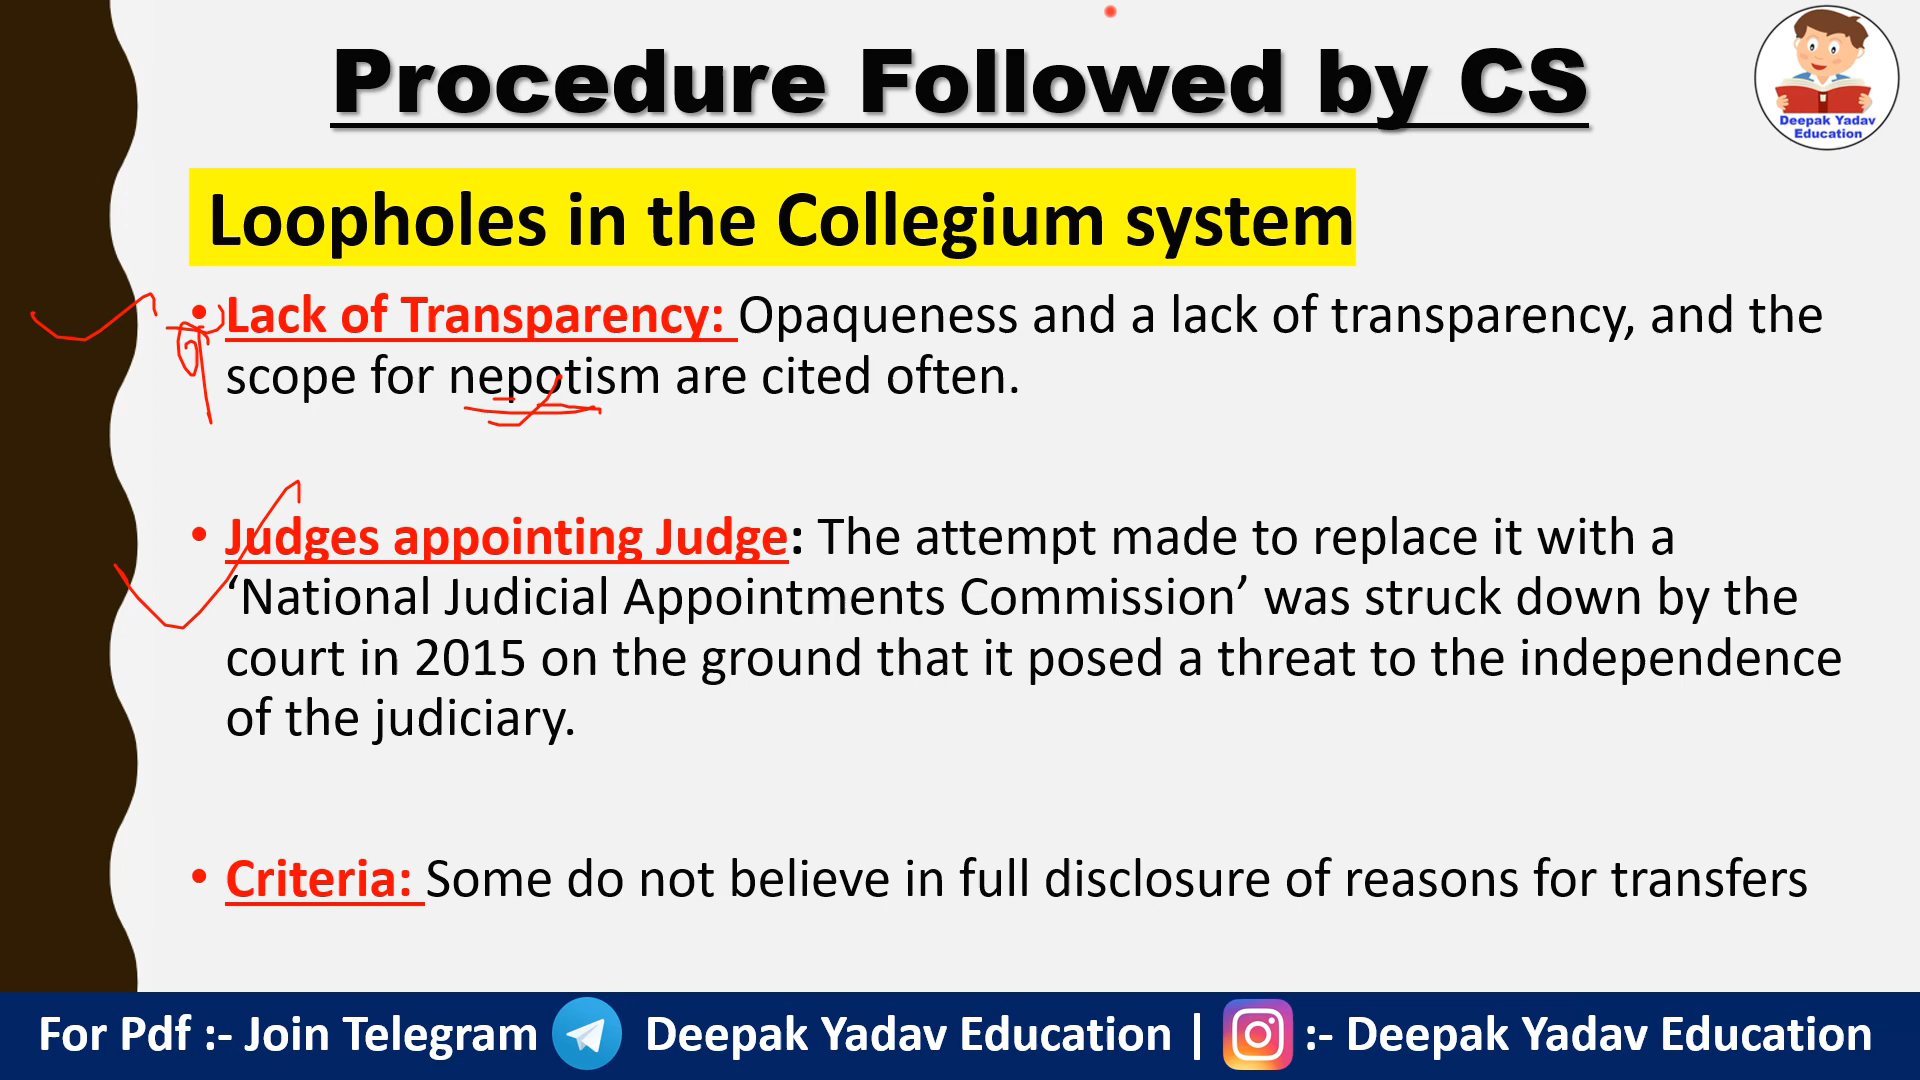 Procedure Followed by CS
Deepak Yadav
Education
Loopholes in the Collegium system
• Lack of Transparency: Opaqueness and a lack of transparency, and the
scope for nepotism are cited often.
• Judges appointing Judge: The attempt made to replace it with a
‘National Judicial Appointments Commission’ was struck down by the
court in 2015 on the ground that it posed a threat to the independence
of the judiciary.
• Criteria: Some do not believe in full disclosure of reasons for transfers
For Pdf :- Join Telegram Deepak Yadav Education | :- Deepak Yadav Education